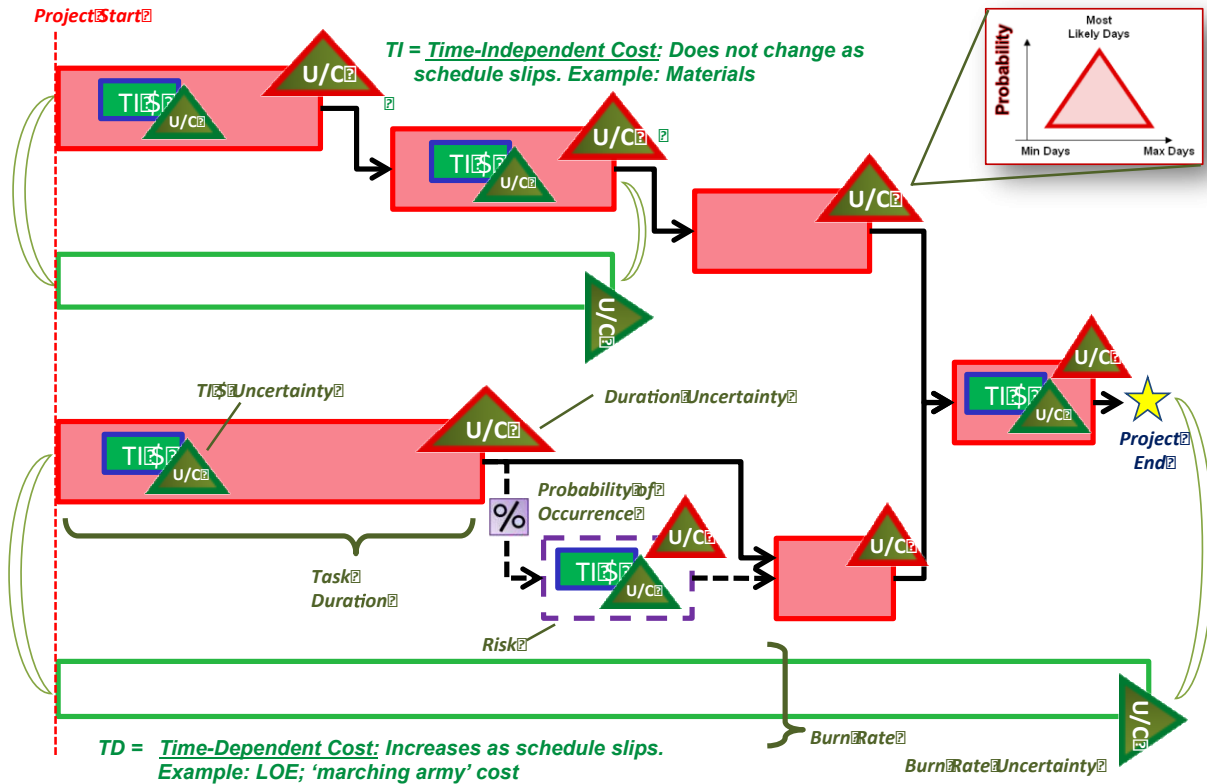 Project Start
TI = Time-Independent Cost: Does not change as
schedule slips. Example: Materials
Probability
Most
Likely Days
Min Days
Max Days
U/C
TI $
U/C
U/C
TI $
U/C
U/C
U/C
TI $ Uncertainty
Duration Uncertainty
U/C
TI $
U/C
U/C
TI $
U/C
Project
End
%
Probability of
Occurrence
U/C
TI $
U/C
U/C
Task
Duration
Risk
U/C
TD = Time-Dependent Cost: Increases as schedule slips.
Example: LOE; ‘marching army’ cost
Burn Rate
Burn Rate Uncertainty